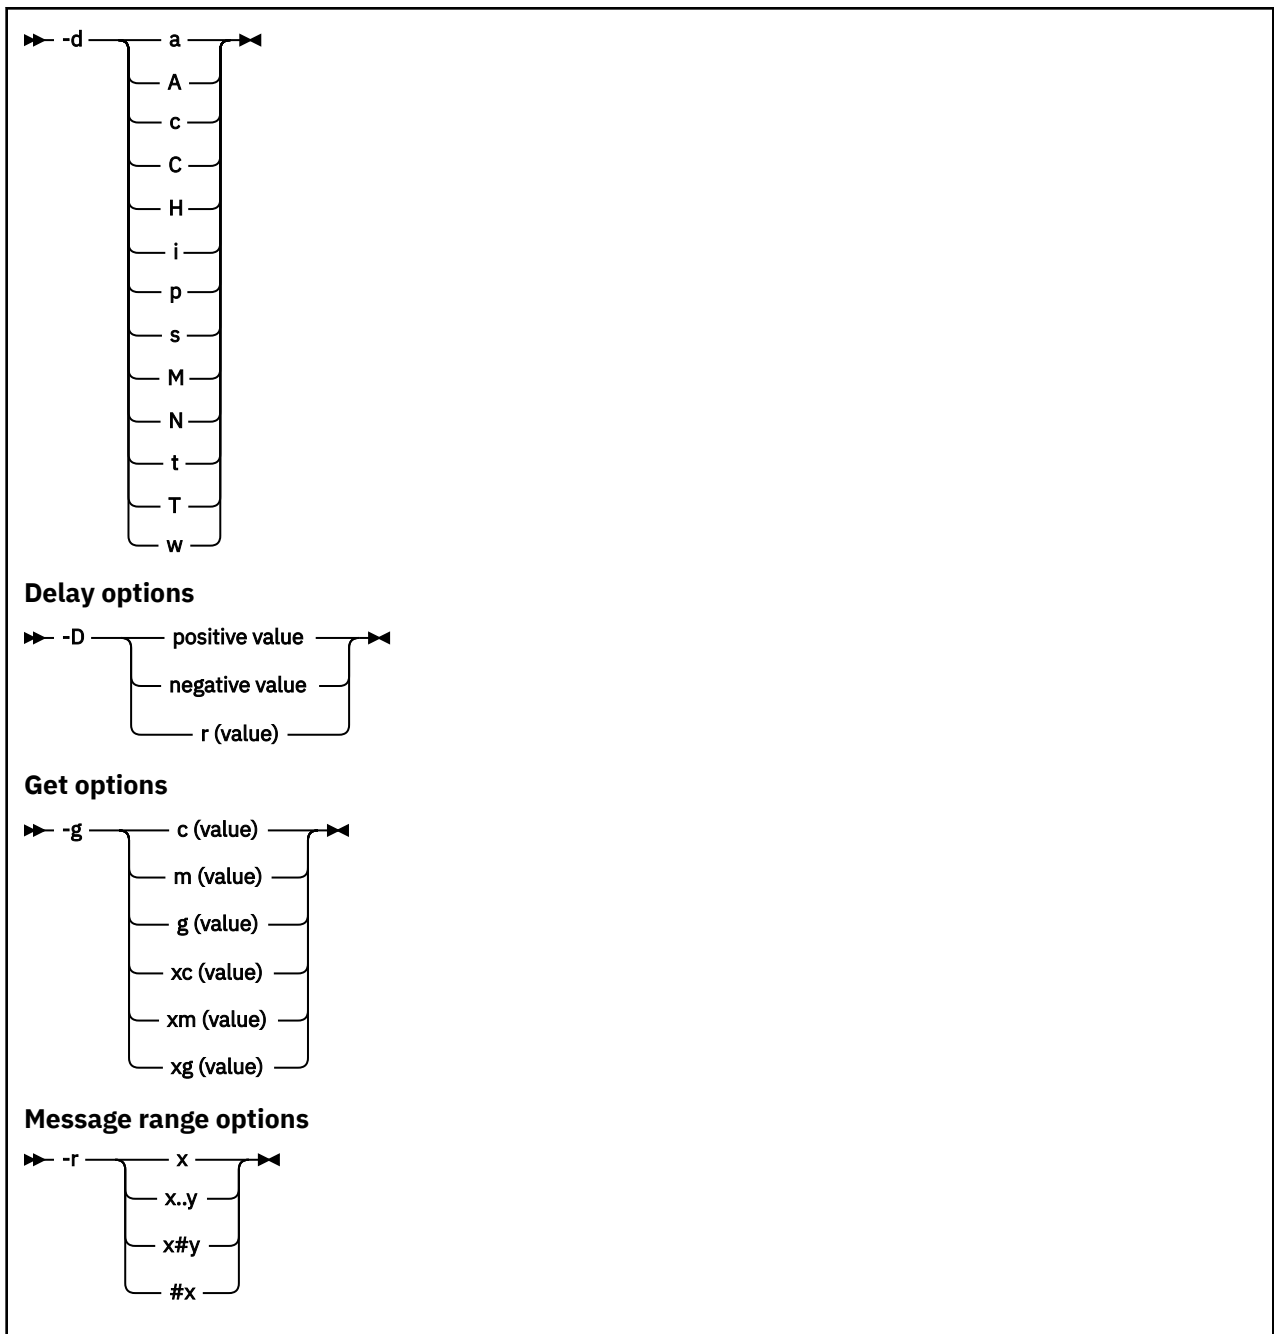 -d a
A
c
C
H
i
p
s
M
N
t
T
w
Delay options
-D positive value
negative value
r (value)
Get options
-g c (value)
m (value)
g (value)
xc (value)
xm (value)
xg (value)
Message range options
-r x
x..y
x#y
#x